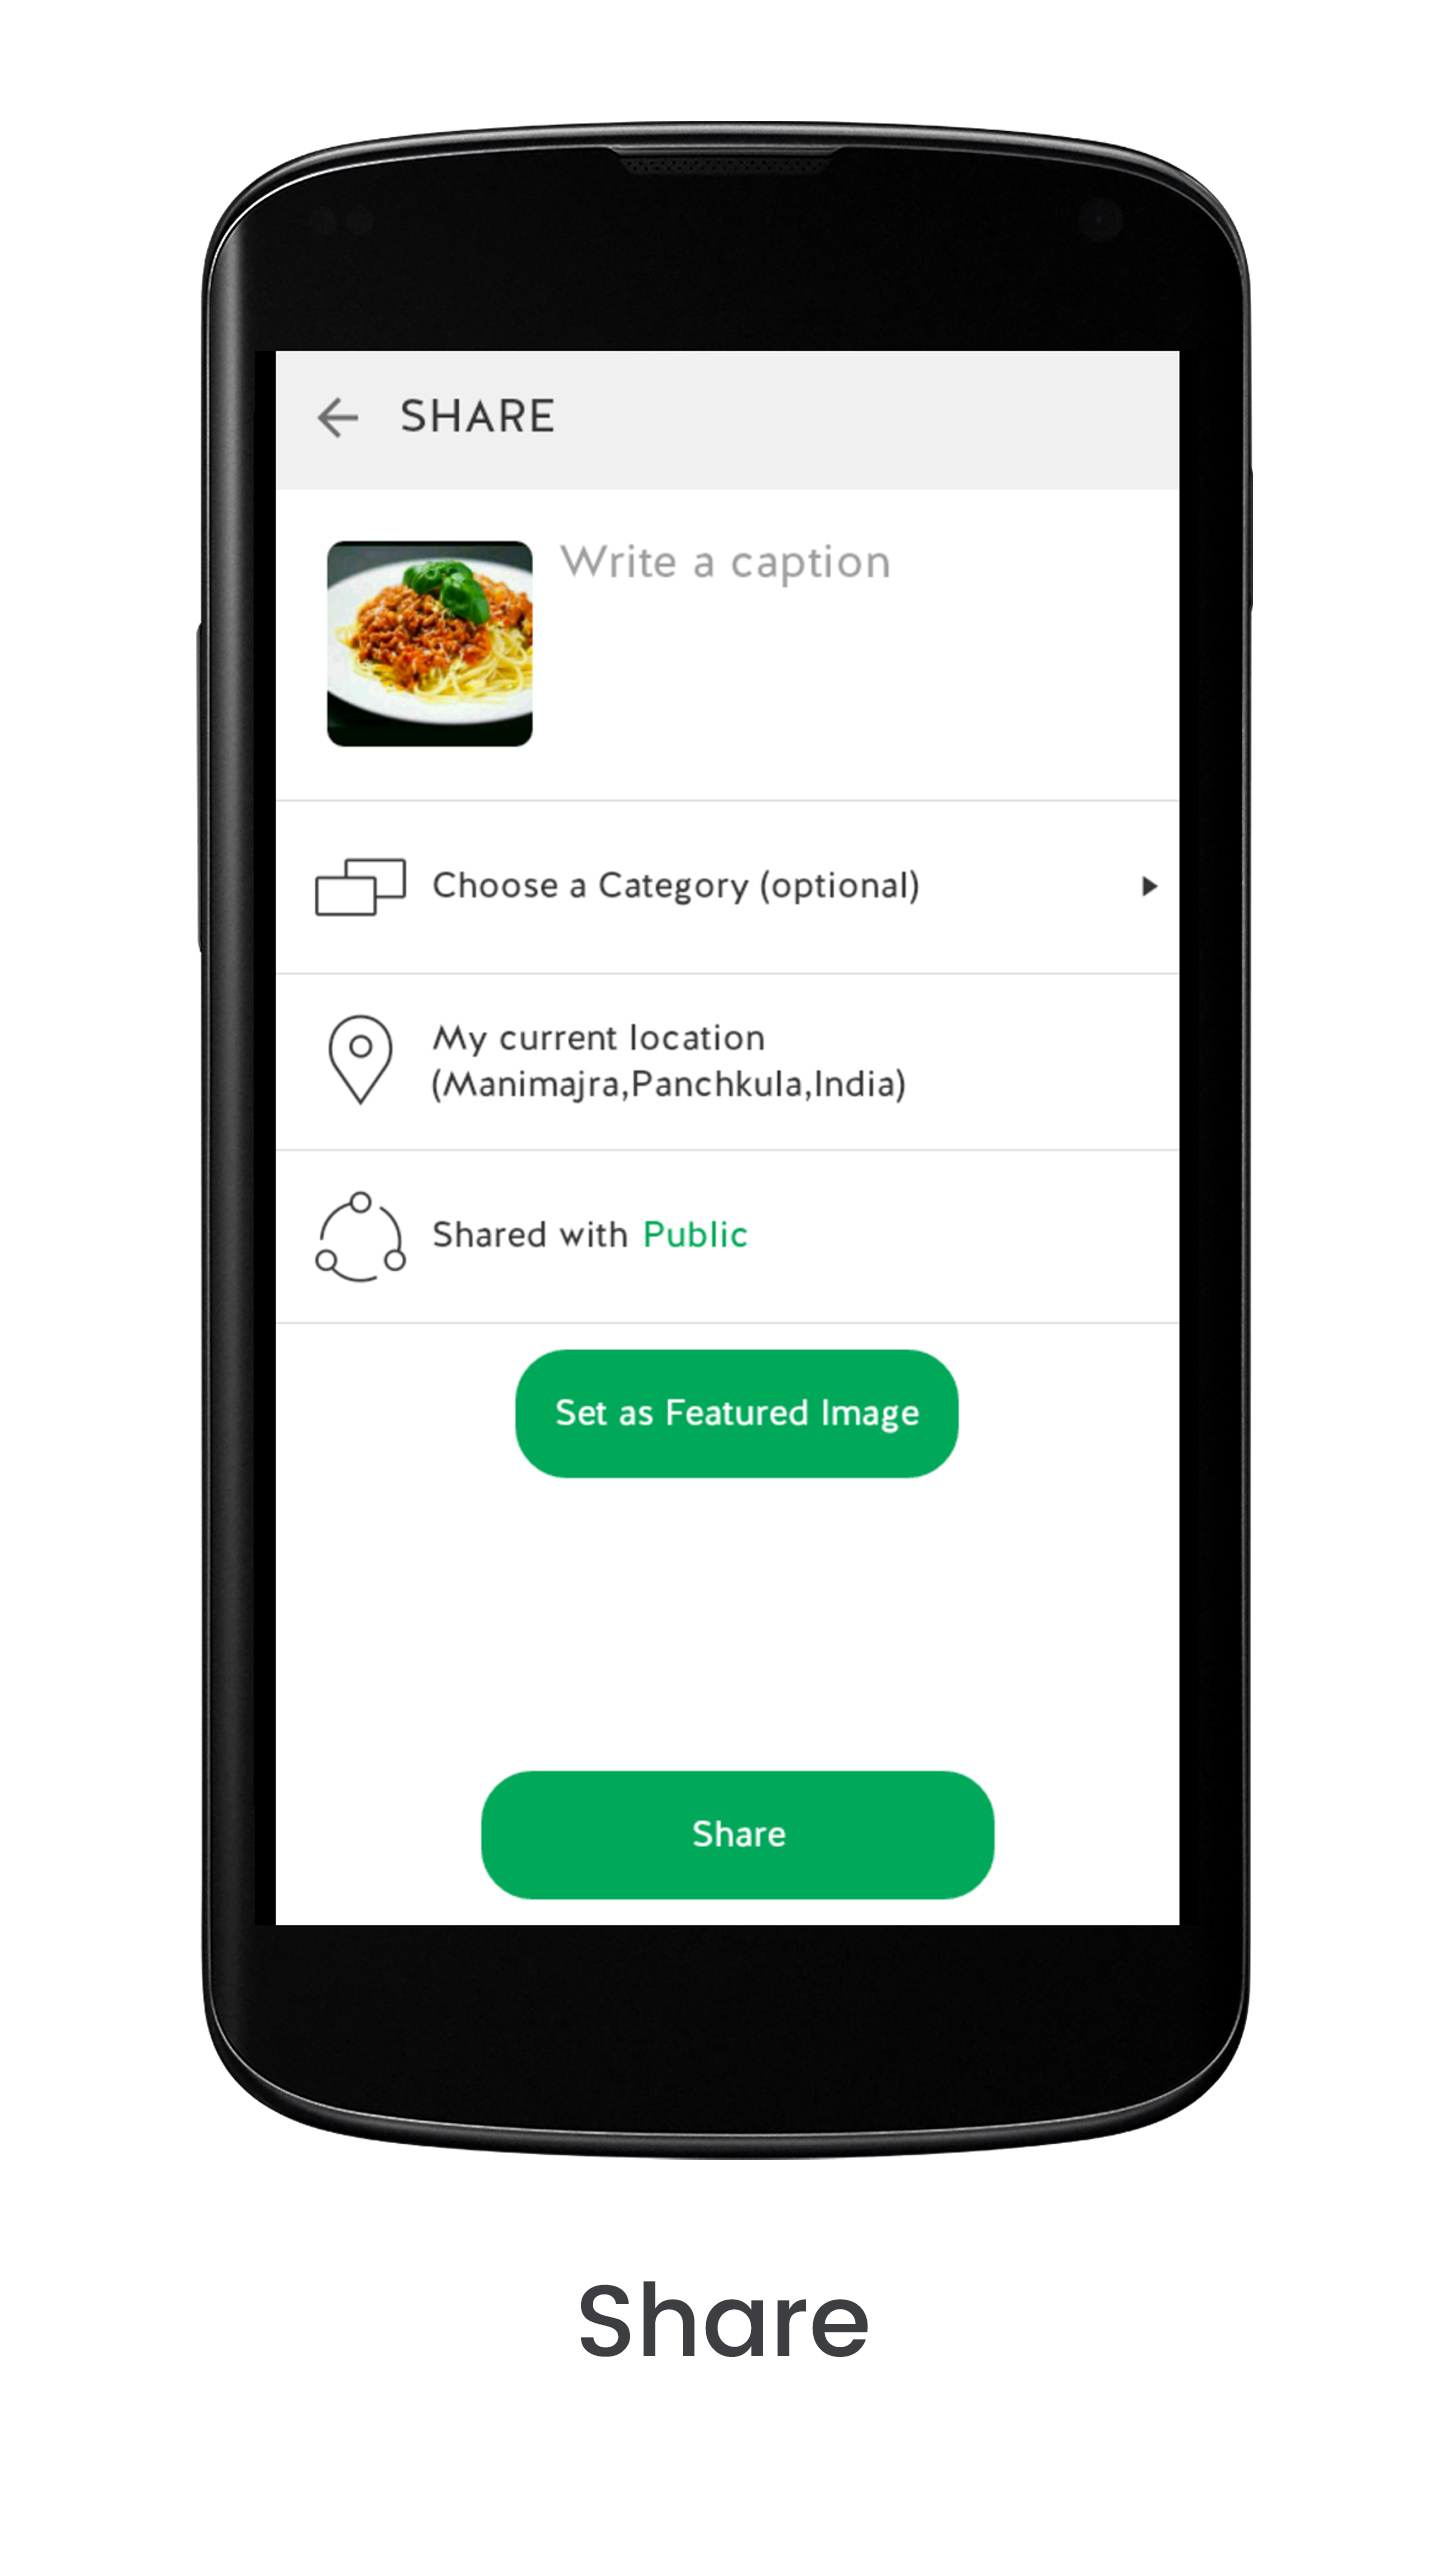 SHARE
Write a caption
Choose a Category (optional)
My current location
(Manimajra,Panchkula,India)
Shared with Public
Set as Featured Image
Share
Share